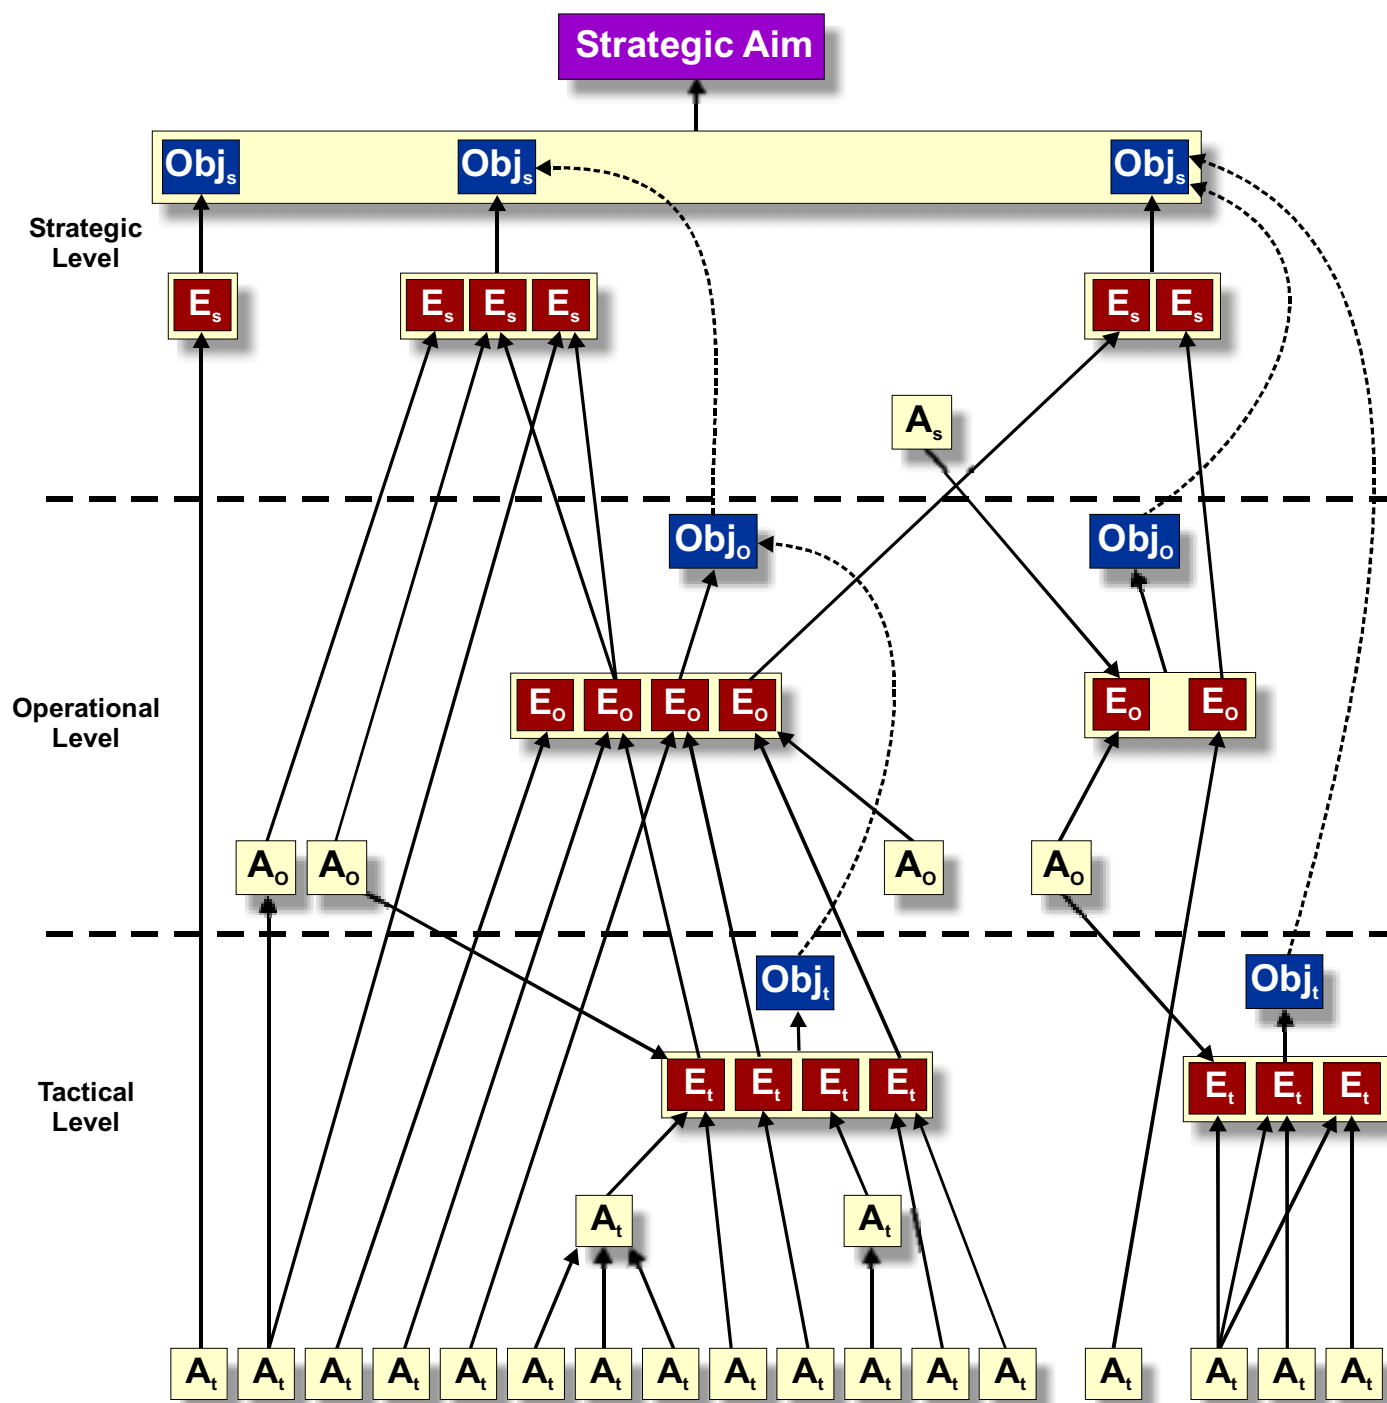 Strategic Aim
Objs Objs Objs
Strategic
Level
Es Es Es Es Es Es
As
ObjO ObjO
Operational
Level
EO EO EO EO EO EO
AO AO AO AO
Objt Objt
Tactical
Level
Et Et Et Et Et Et Et
At At
At At At At At At At At At At At At At At At At At